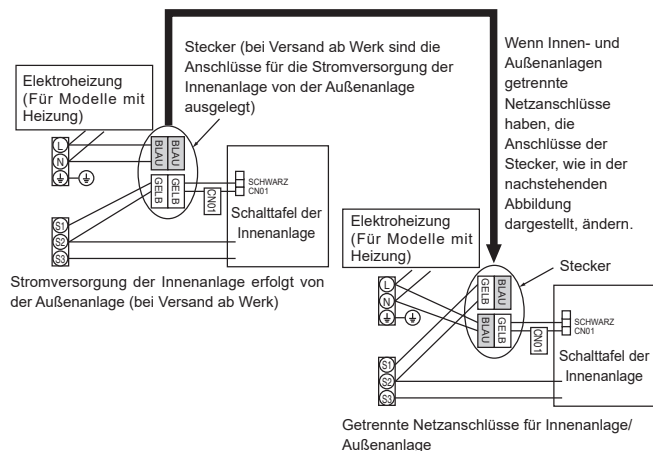 Stecker (bei Versand ab Werk sind die
Anschlüsse für die Stromversorgung der
Innenanlage von der Außenanlage
ausgelegt)
Wenn Innen- und
Außenanlagen
getrennte
Netzanschlüsse
haben, die
Anschlüsse der
Stecker, wie in der
nachstehenden
Abbildung
dargestellt, ändern.
Elektroheizung
(Für Modelle mit
Heizung)
L
N
BLAU
BLAU
GELB
GELB
CN01
SCHWARZ
CN01
Schalttafel der
Innenanlage
S1
S2
S3
Stromversorgung der Innenanlage erfolgt von
der Außenanlage (bei Versand ab Werk)
Elektroheizung
(Für Modelle mit
Heizung)
Stecker
L
N
GELB
BLAU
BLAU
GELB
CN01
SCHWARZ
CN01
Schalttafel der
Innenanlage
S1
S2
S3
Getrennte Netzanschlüsse für Innenanlage/
Außenanlage